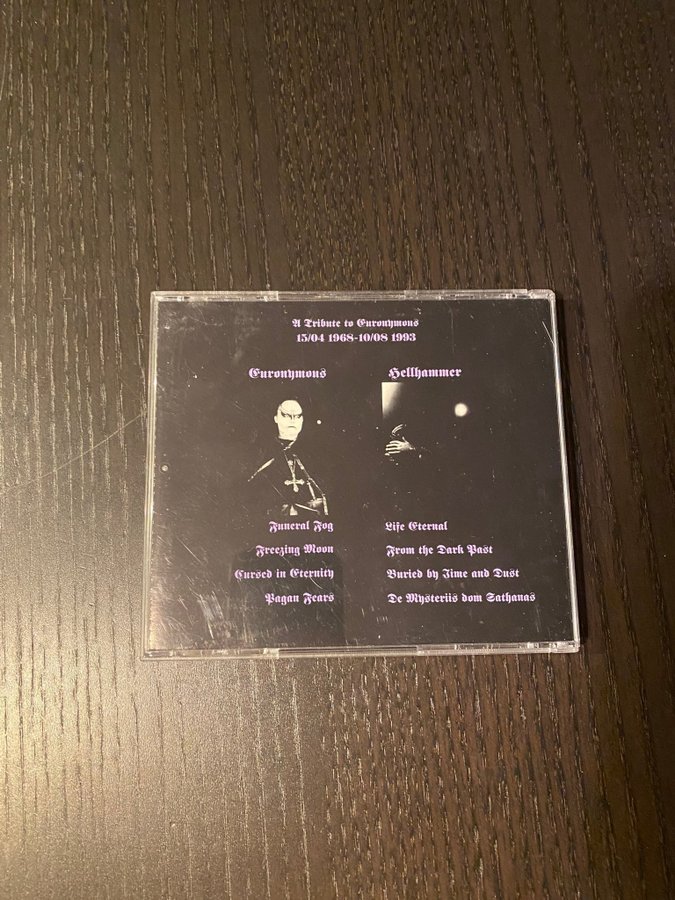 A Tribute to Euronymous
15/04 1968-10/08 1993
Euronymous Hellhammer
Funeral Fog Life Eternal
Freezing Moon From the Dark Past
Cursed in Eternity Buried by Time and Dust
Pagan Fears De Mysteriis dom Sathanas